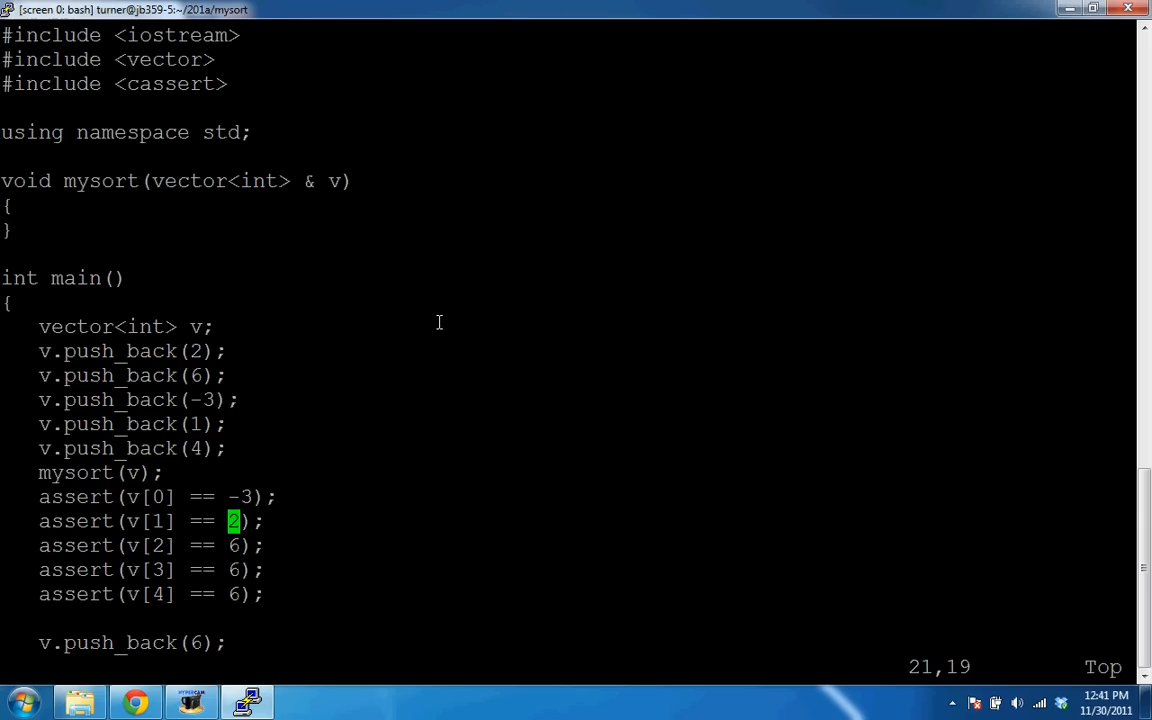 [screen 0: bash] turner@jb359-5:~/201a/mysort
#include <iostream>
#include <vector>
#include <cassert>
using namespace std;
void mysort(vector<int> & v)
{
}
int main()
{
vector<int> v;
v.push_back(2);
v.push_back(6);
v.push_back(-3);
v.push_back(1);
v.push_back(4);
mysort(v);
assert(v[0] == -3);
assert(v[1] == 2);
assert(v[2] == 6);
assert(v[3] == 6);
assert(v[4] == 6);
v.push_back(6);
21,19 Top
HYPERCAM
12:41 PM
11/30/2011